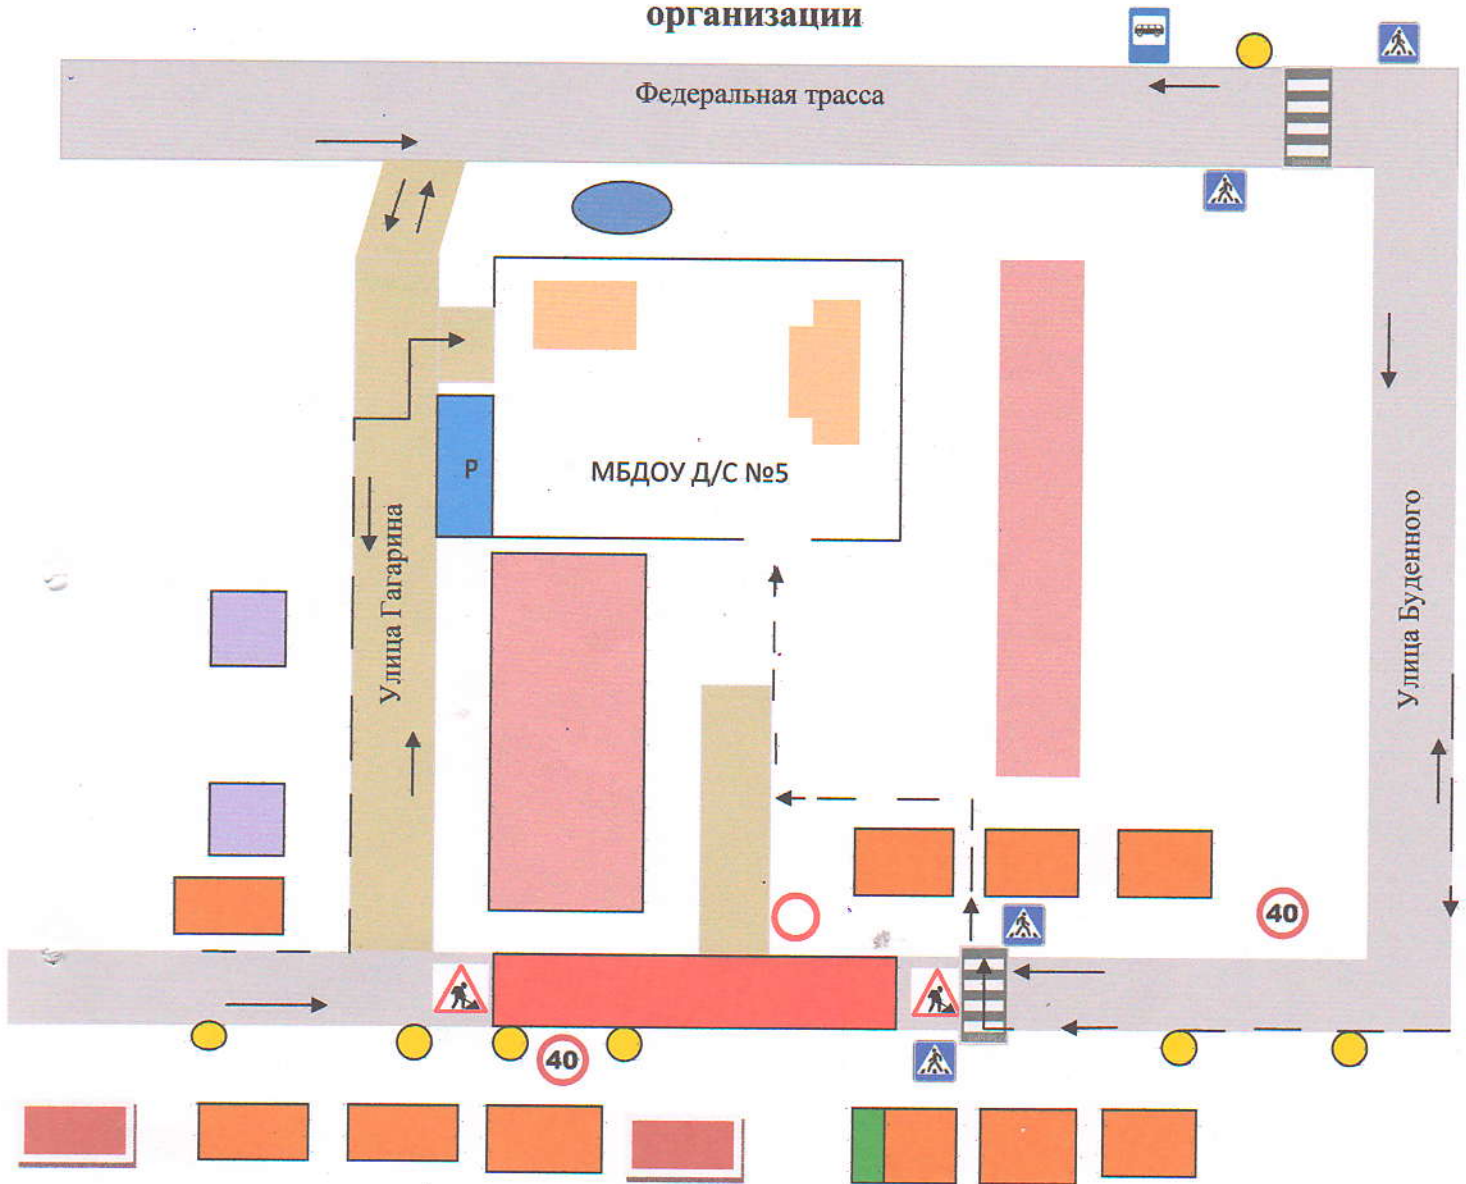 организации
Федеральная трасса
Р
МБДОУ Д/С №5
Улица Гагарина
Улица Буденного
40
40